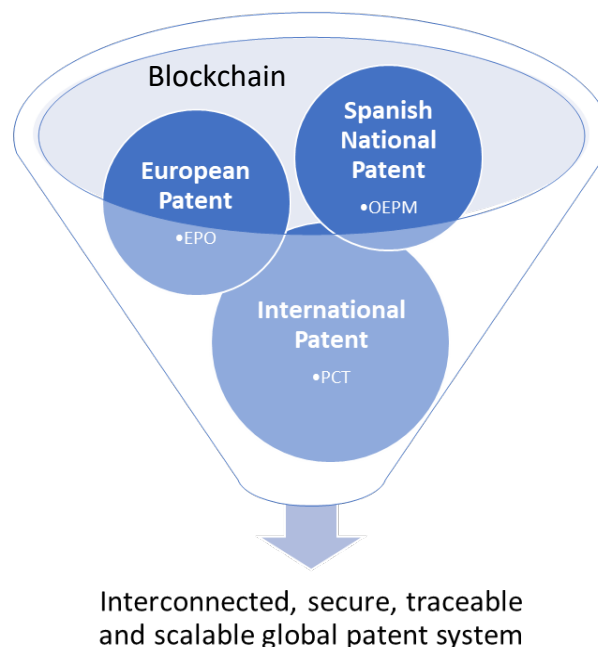 Blockchain
Spanish
National
Patent
•OEPM
European
Patent
•EPO
International
Patent
•PCT
Interconnected, secure, traceable
and scalable global patent system